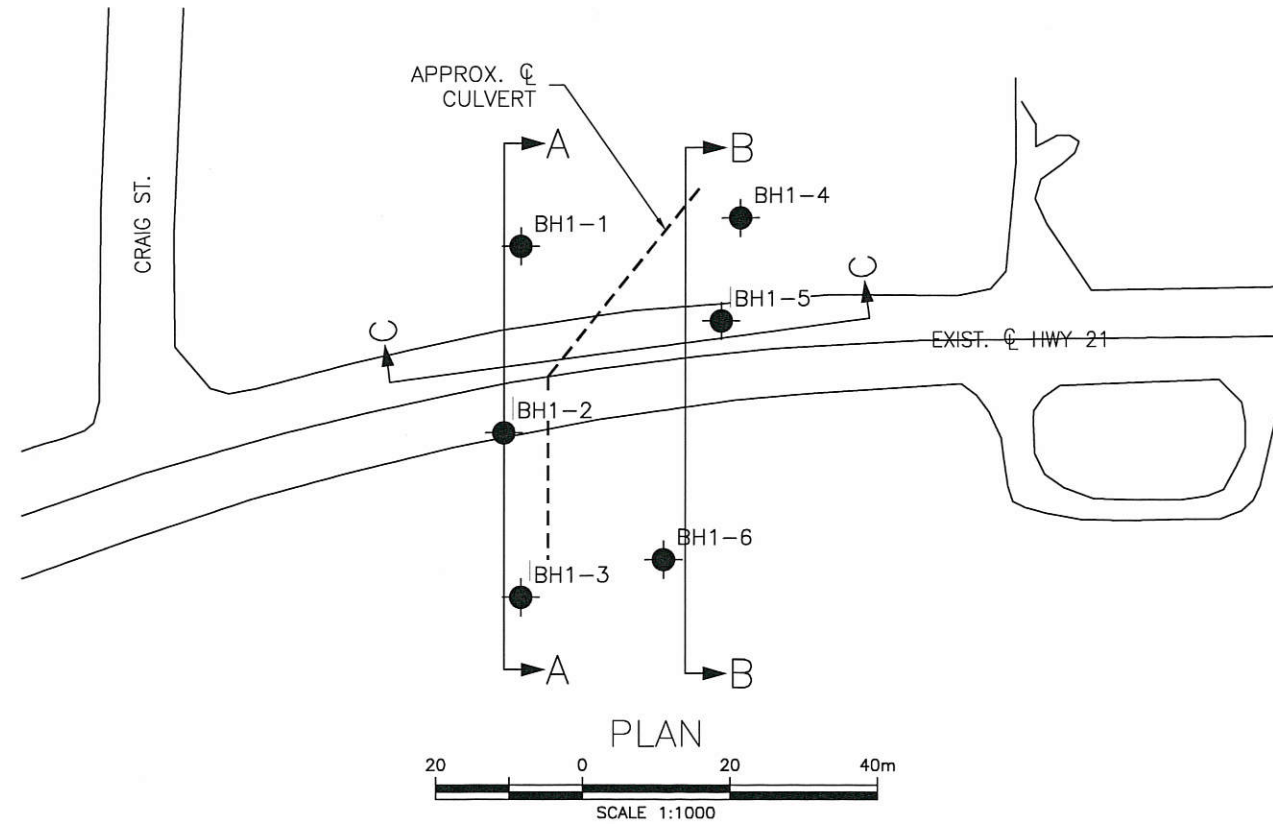 APPROX. ℄
CULVERT
A
B
CRAIG ST.
BH1-1
BH1-4
C
C
BH1-5
EXIST. ℄ HWY 21
BH1-2
BH1-6
BH1-3
A
B
PLAN
20 0 20 40m
SCALE 1:1000